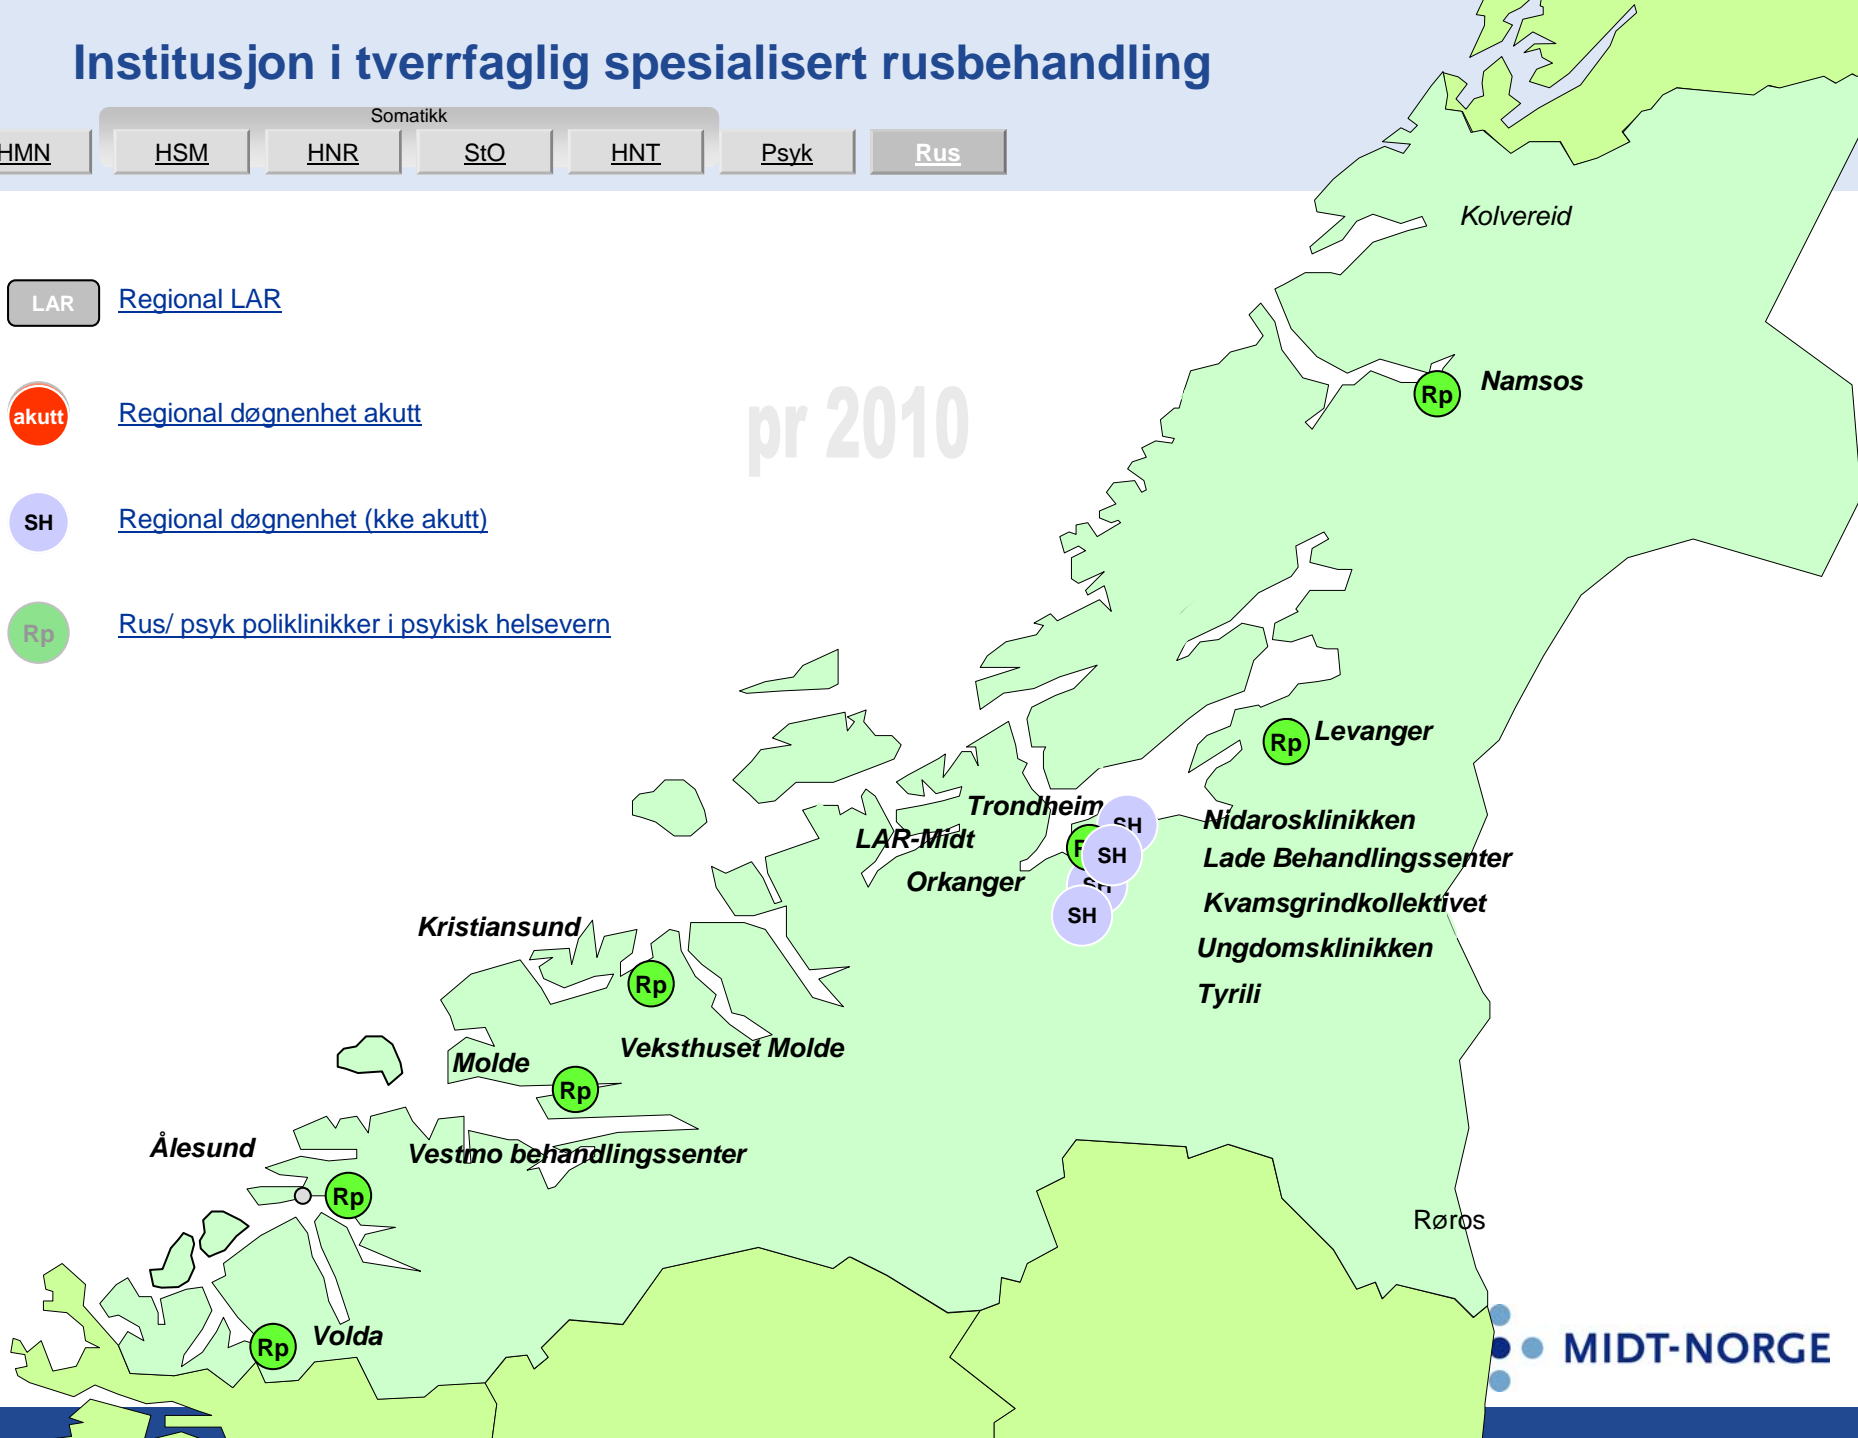 Institusjon i tverrfaglig spesialisert rusbehandling
Somatikk
HMN
HSM
HNR
StO
HNT
Psyk
Rus
Kolvereid
LAR
Regional LAR
akutt
Regional døgnenhet akutt
pr 2010
Rp
Namsos
SH
Regional døgnenhet (kke akutt)
Rp
Rus/ psyk poliklinikker i psykisk helsevern
Rp
Levanger
Trondheim
SH
Nidarosklinikken
LAR-Midt
SH
Lade Behandlingssenter
Orkanger
SH
Kvamsgrindkollektivet
SH
Kristiansund
Ungdomsklinikken
Rp
Tyrili
Veksthuset Molde
Molde
Rp
Ålesund
Vestmo behandlingssenter
Rp
Røros
Rp
Volda
MIDT-NORGE